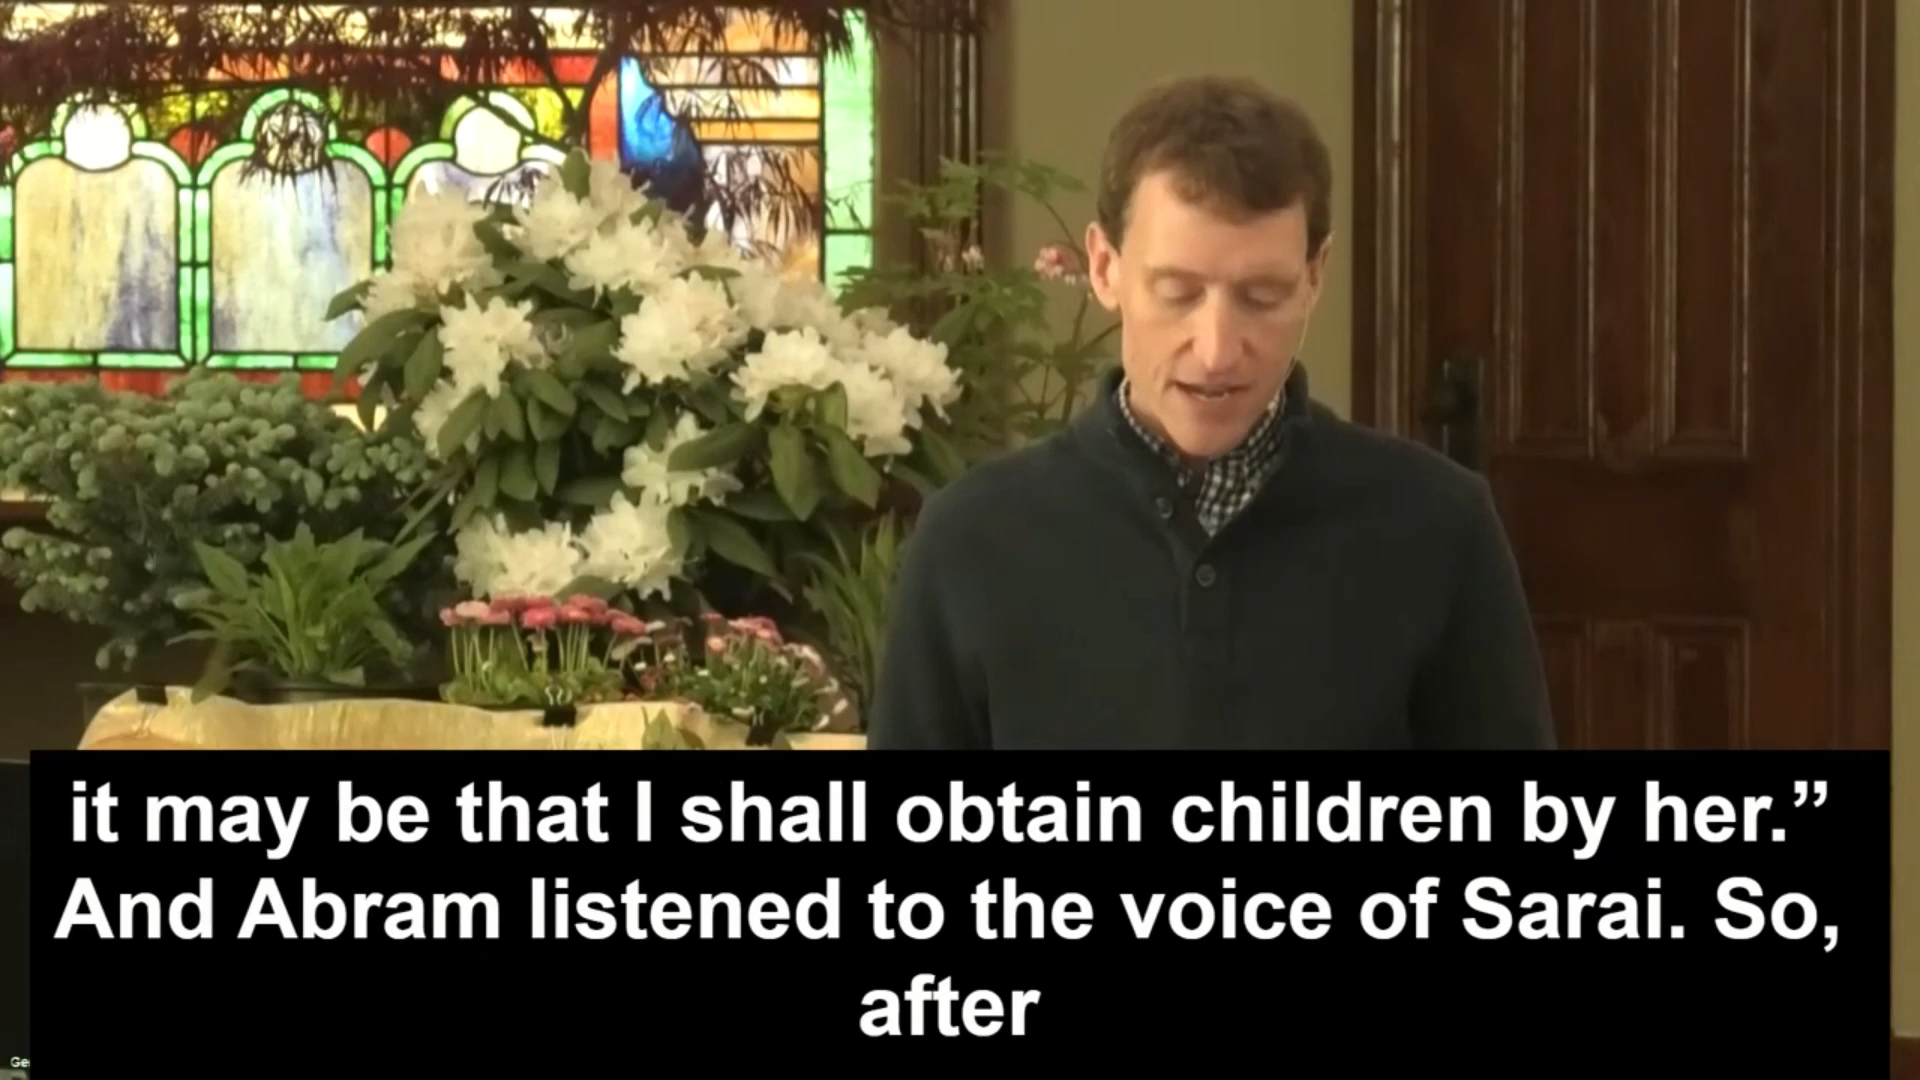 it may be that I shall obtain children by her.”
And Abram listened to the voice of Sarai. So,
after